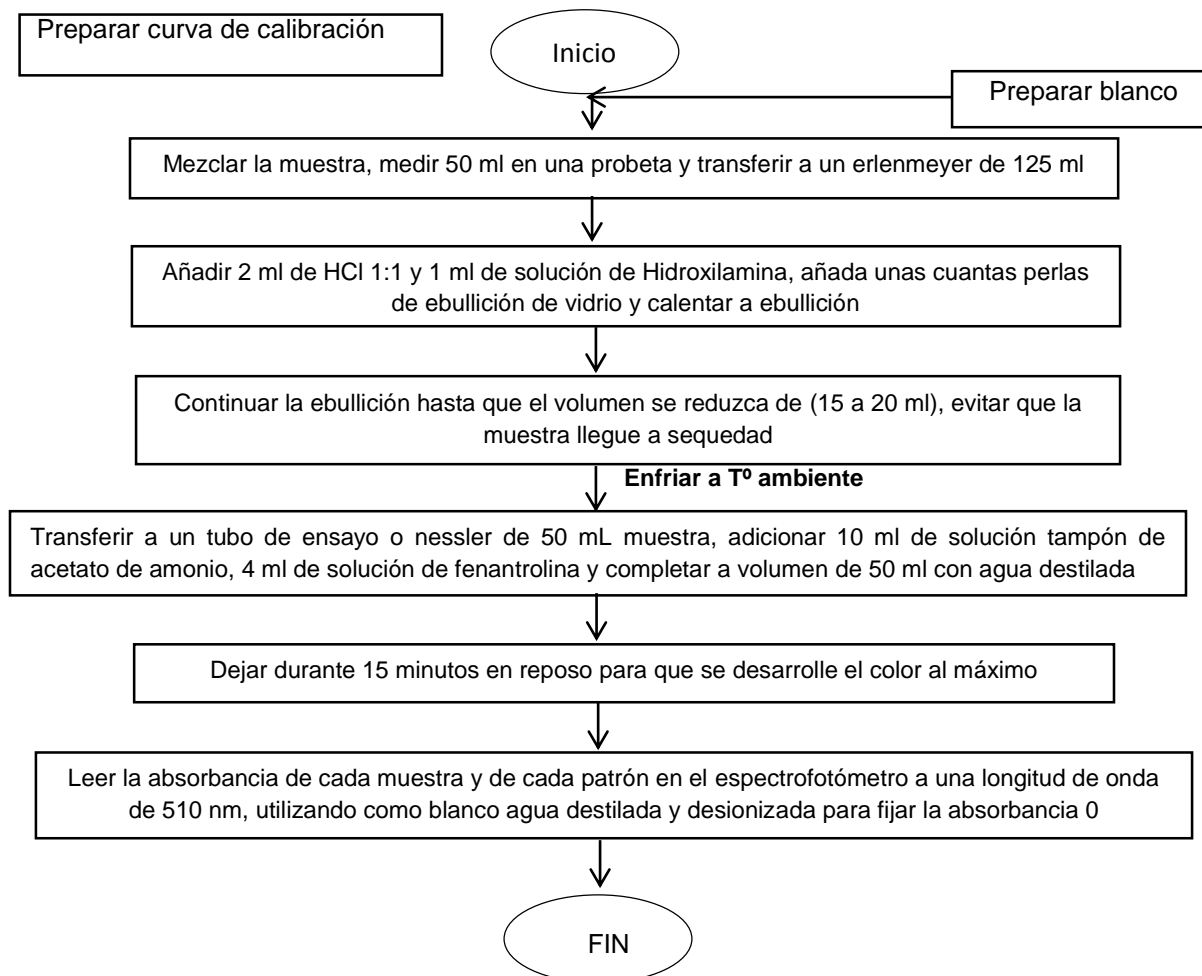 Preparar curva de calibración
Inicio
Preparar blanco
Mezclar la muestra, medir 50 ml en una probeta y transferir a un erlenmeyer de 125 ml
Añadir 2 ml de HCl 1:1 y 1 ml de solución de Hidroxilamina, añada unas cuantas perlas
de ebullición de vidrio y calentar a ebullición
Continuar la ebullición hasta que el volumen se reduzca de (15 a 20 ml), evitar que la
muestra llegue a sequedad
Enfriar a Tº ambiente
Transferir a un tubo de ensayo o nessler de 50 mL muestra, adicionar 10 ml de solución tampón de
acetato de amonio, 4 ml de solución de fenantrolina y completar a volumen de 50 ml con agua destilada
Dejar durante 15 minutos en reposo para que se desarrolle el color al máximo
Leer la absorbancia de cada muestra y de cada patrón en el espectrofotómetro a una longitud de onda
de 510 nm, utilizando como blanco agua destilada y desionizada para fijar la absorbancia 0
FIN